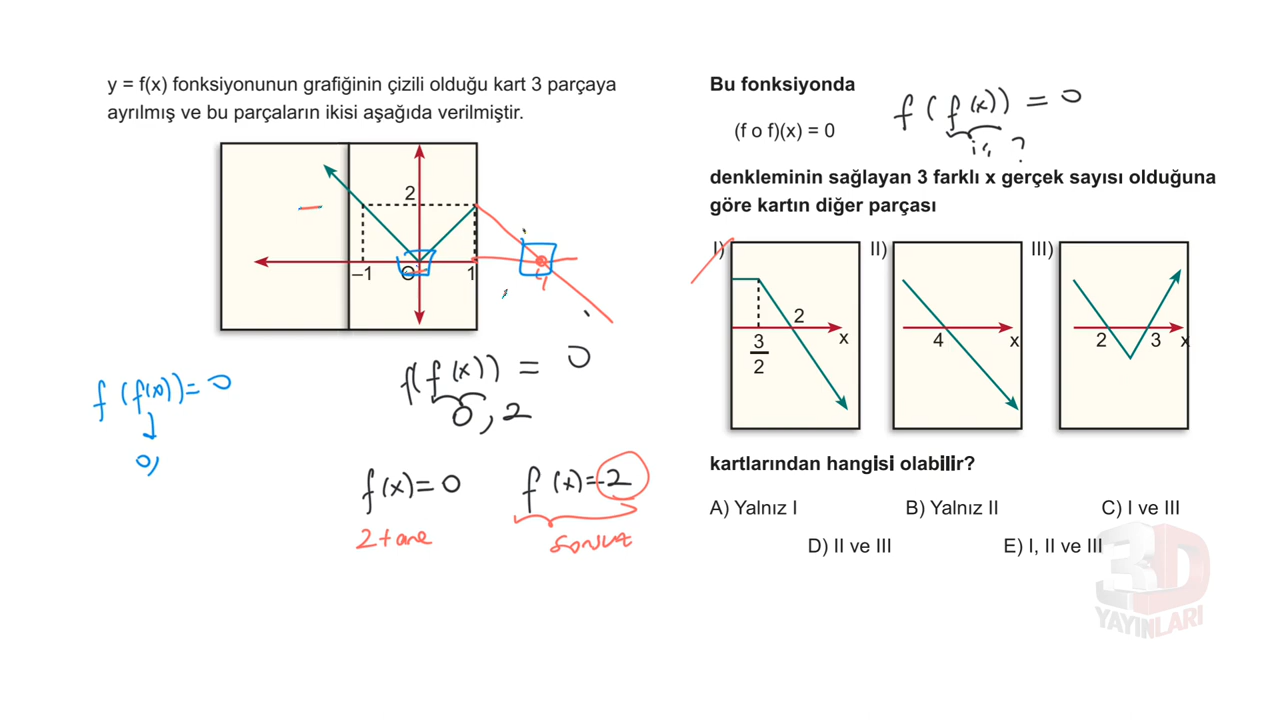 y = f(x) fonksiyonunun grafiğinin çizili olduğu kart 3 parçaya
ayrılmış ve bu parçaların ikisi aşağıda verilmiştir.
2
–1 O 1
4
f(f(x)) = 0
0,
f(f(x)) = 0
0, 2
f(x) = 0
2 tane
f(x) = 2
sonuz
Bu fonksiyonda
(f o f)(x) = 0
f(f(x)) = 0
iç ?
denkleminin sağlayan 3 farklı x gerçek sayısı olduğuna
göre kartın diğer parçası
I)
2
3
2
x
II)
4
x
III)
2
3
x
kartlarından hangisi olabilir?
A) Yalnız I
B) Yalnız II
C) I ve III
D) II ve III
E) I, II ve III
3D
YAYINLARI